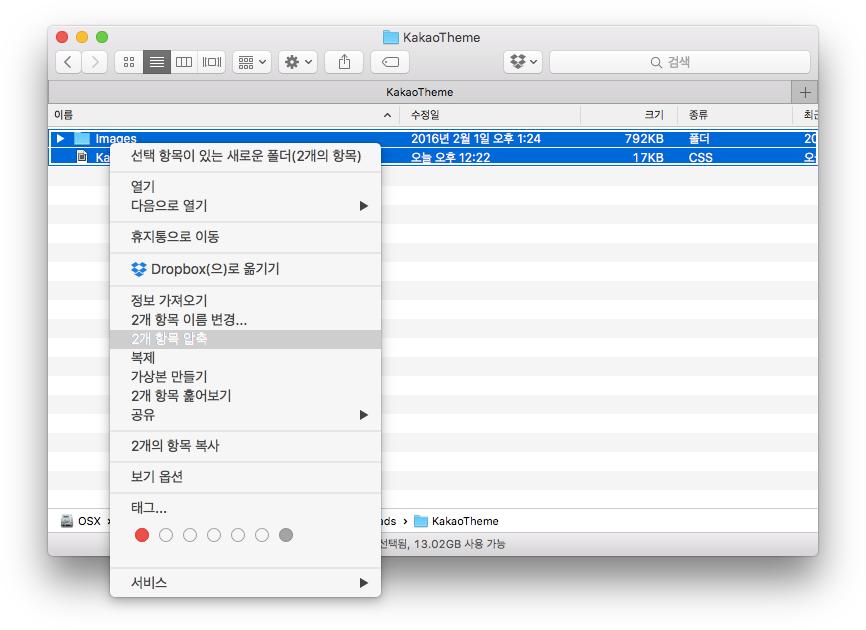 KakaoTheme
검색
KakaoTheme
이름 수정일 크기 종류 최근
Images 2016년 2월 1일 오후 1:24 792KB 폴더 20
Ka 오늘 오후 12:22 17KB CSS 오
선택 항목이 있는 새로운 폴더(2개의 항목)
열기
다음으로 열기
휴지통으로 이동
Dropbox(으)로 옮기기
정보 가져오기
2개 항목 이름 변경...
2개 항목 압축
복제
가상본 만들기
2개 항목 훑어보기
공유
2개의 항목 복사
보기 옵션
태그...
서비스
OSX › ads › KakaoTheme
선택됨, 13.02GB 사용 가능